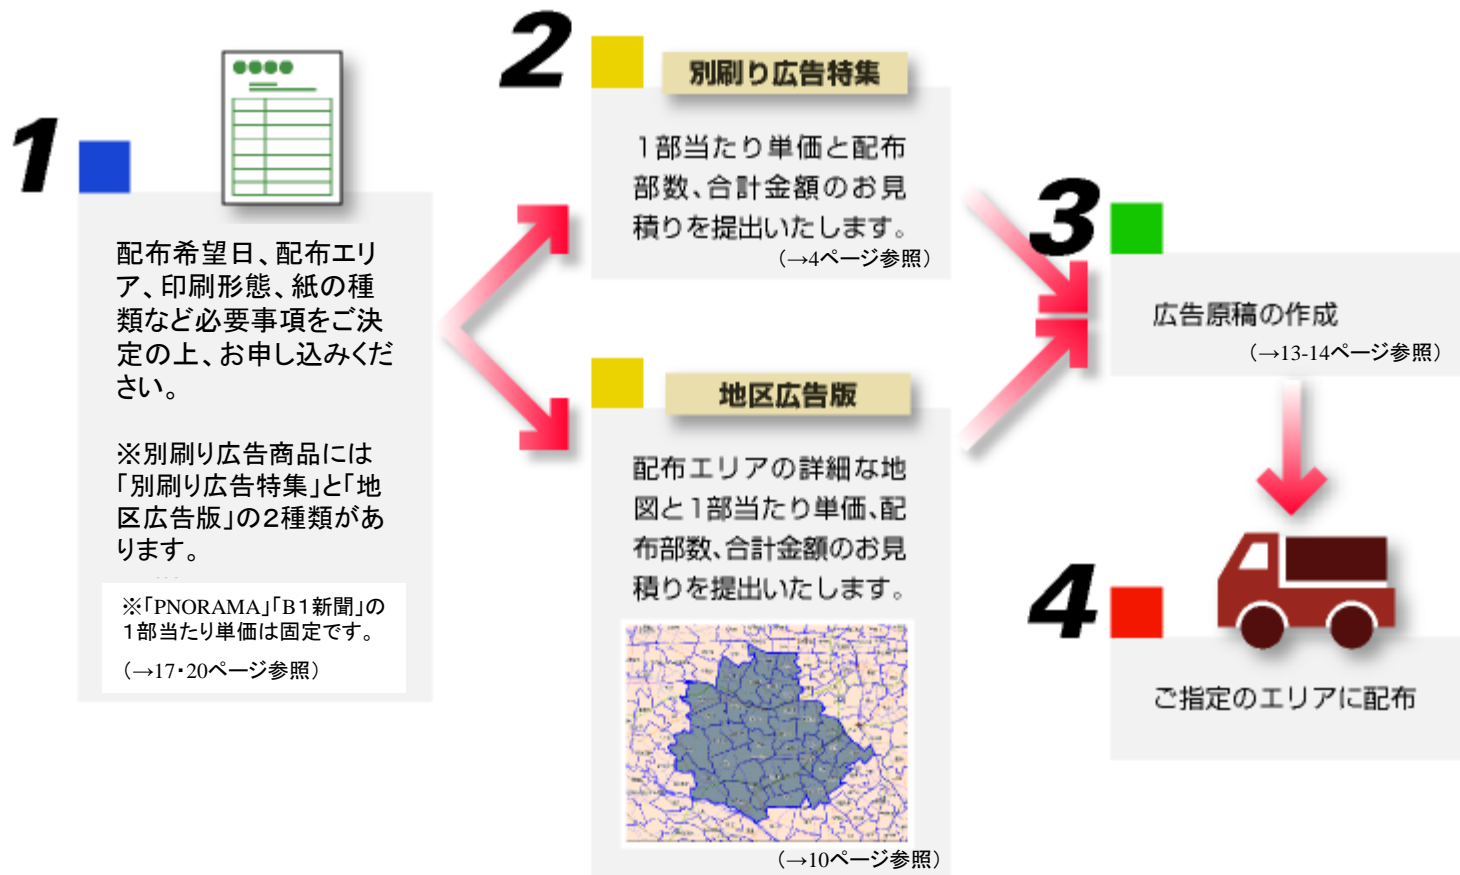 1
配布希望日、配布エリ
ア、印刷形態、紙の種
類など必要事項をご決
定の上、お申し込みくだ
さい。
※別刷り広告商品には
「別刷り広告特集」と「地
区広告版」の２種類があ
ります。
※「PNORAMA」「B１新聞」の
１部当たり単価は固定です。
（→17・20ページ参照）
2
別刷り広告特集
1部当たり単価と配布
部数、合計金額のお見
積りを提出いたします。
（→4ページ参照）
地区広告版
配布エリアの詳細な地
図と1部当たり単価、配
布部数、合計金額のお見
積りを提出いたします。
（→10ページ参照）
3
広告原稿の作成
（→13-14ページ参照）
4
ご指定のエリアに配布